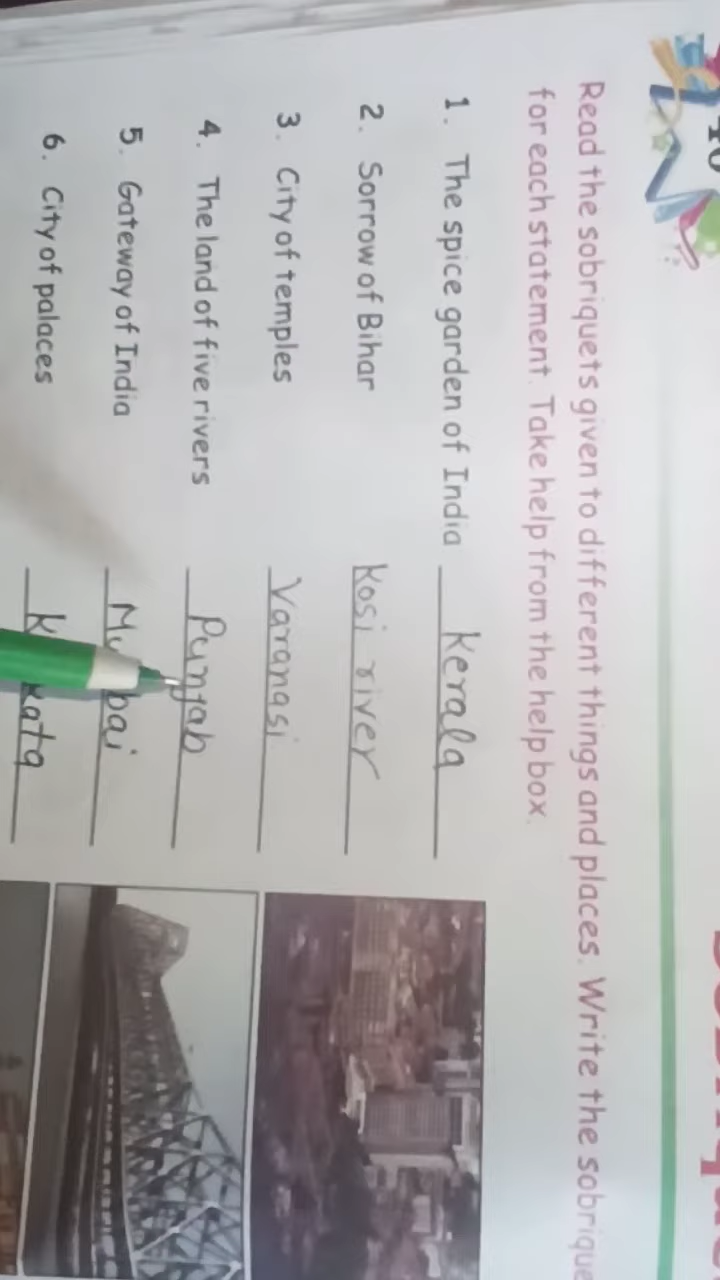 10
Read the sobriquets given to different things and places. Write the
for each statement. Take help from the help box.
1. The spice garden of India Kerala
2. Sorrow of Bihar Kosi river
3. City of temples Varanasi
4. The land of five rivers Punjab
5. Gateway of India
6. City of palaces